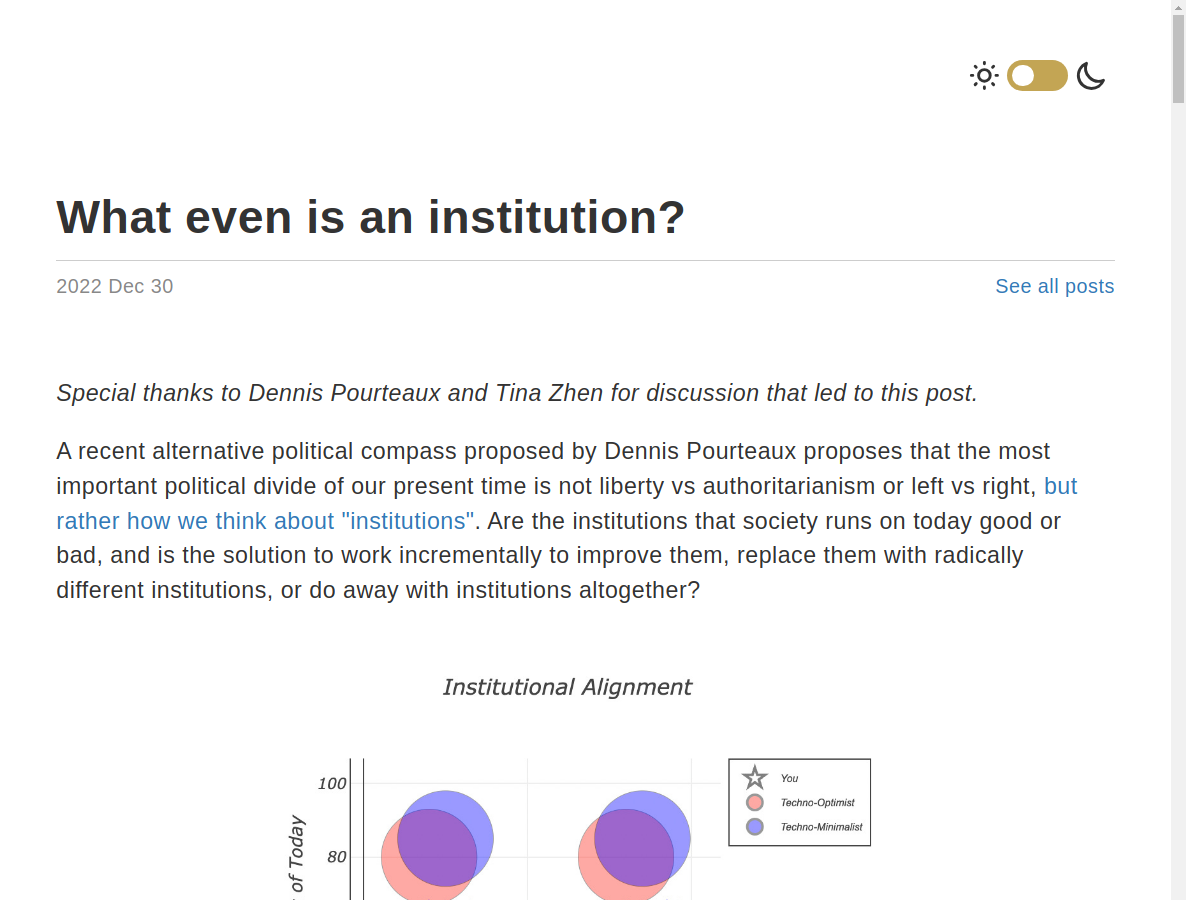 What even is an institution?
2022 Dec 30
See all posts
Special thanks to Dennis Pourteaux and Tina Zhen for discussion that led to this post.
A recent alternative political compass proposed by Dennis Pourteaux proposes that the most
important political divide of our present time is not liberty vs authoritarianism or left vs right, but
rather how we think about "institutions". Are the institutions that society runs on today good or
bad, and is the solution to work incrementally to improve them, replace them with radically
different institutions, or do away with institutions altogether?
Institutional Alignment
100
80
of Today
You
Techno-Optimist
Techno-Minimalist